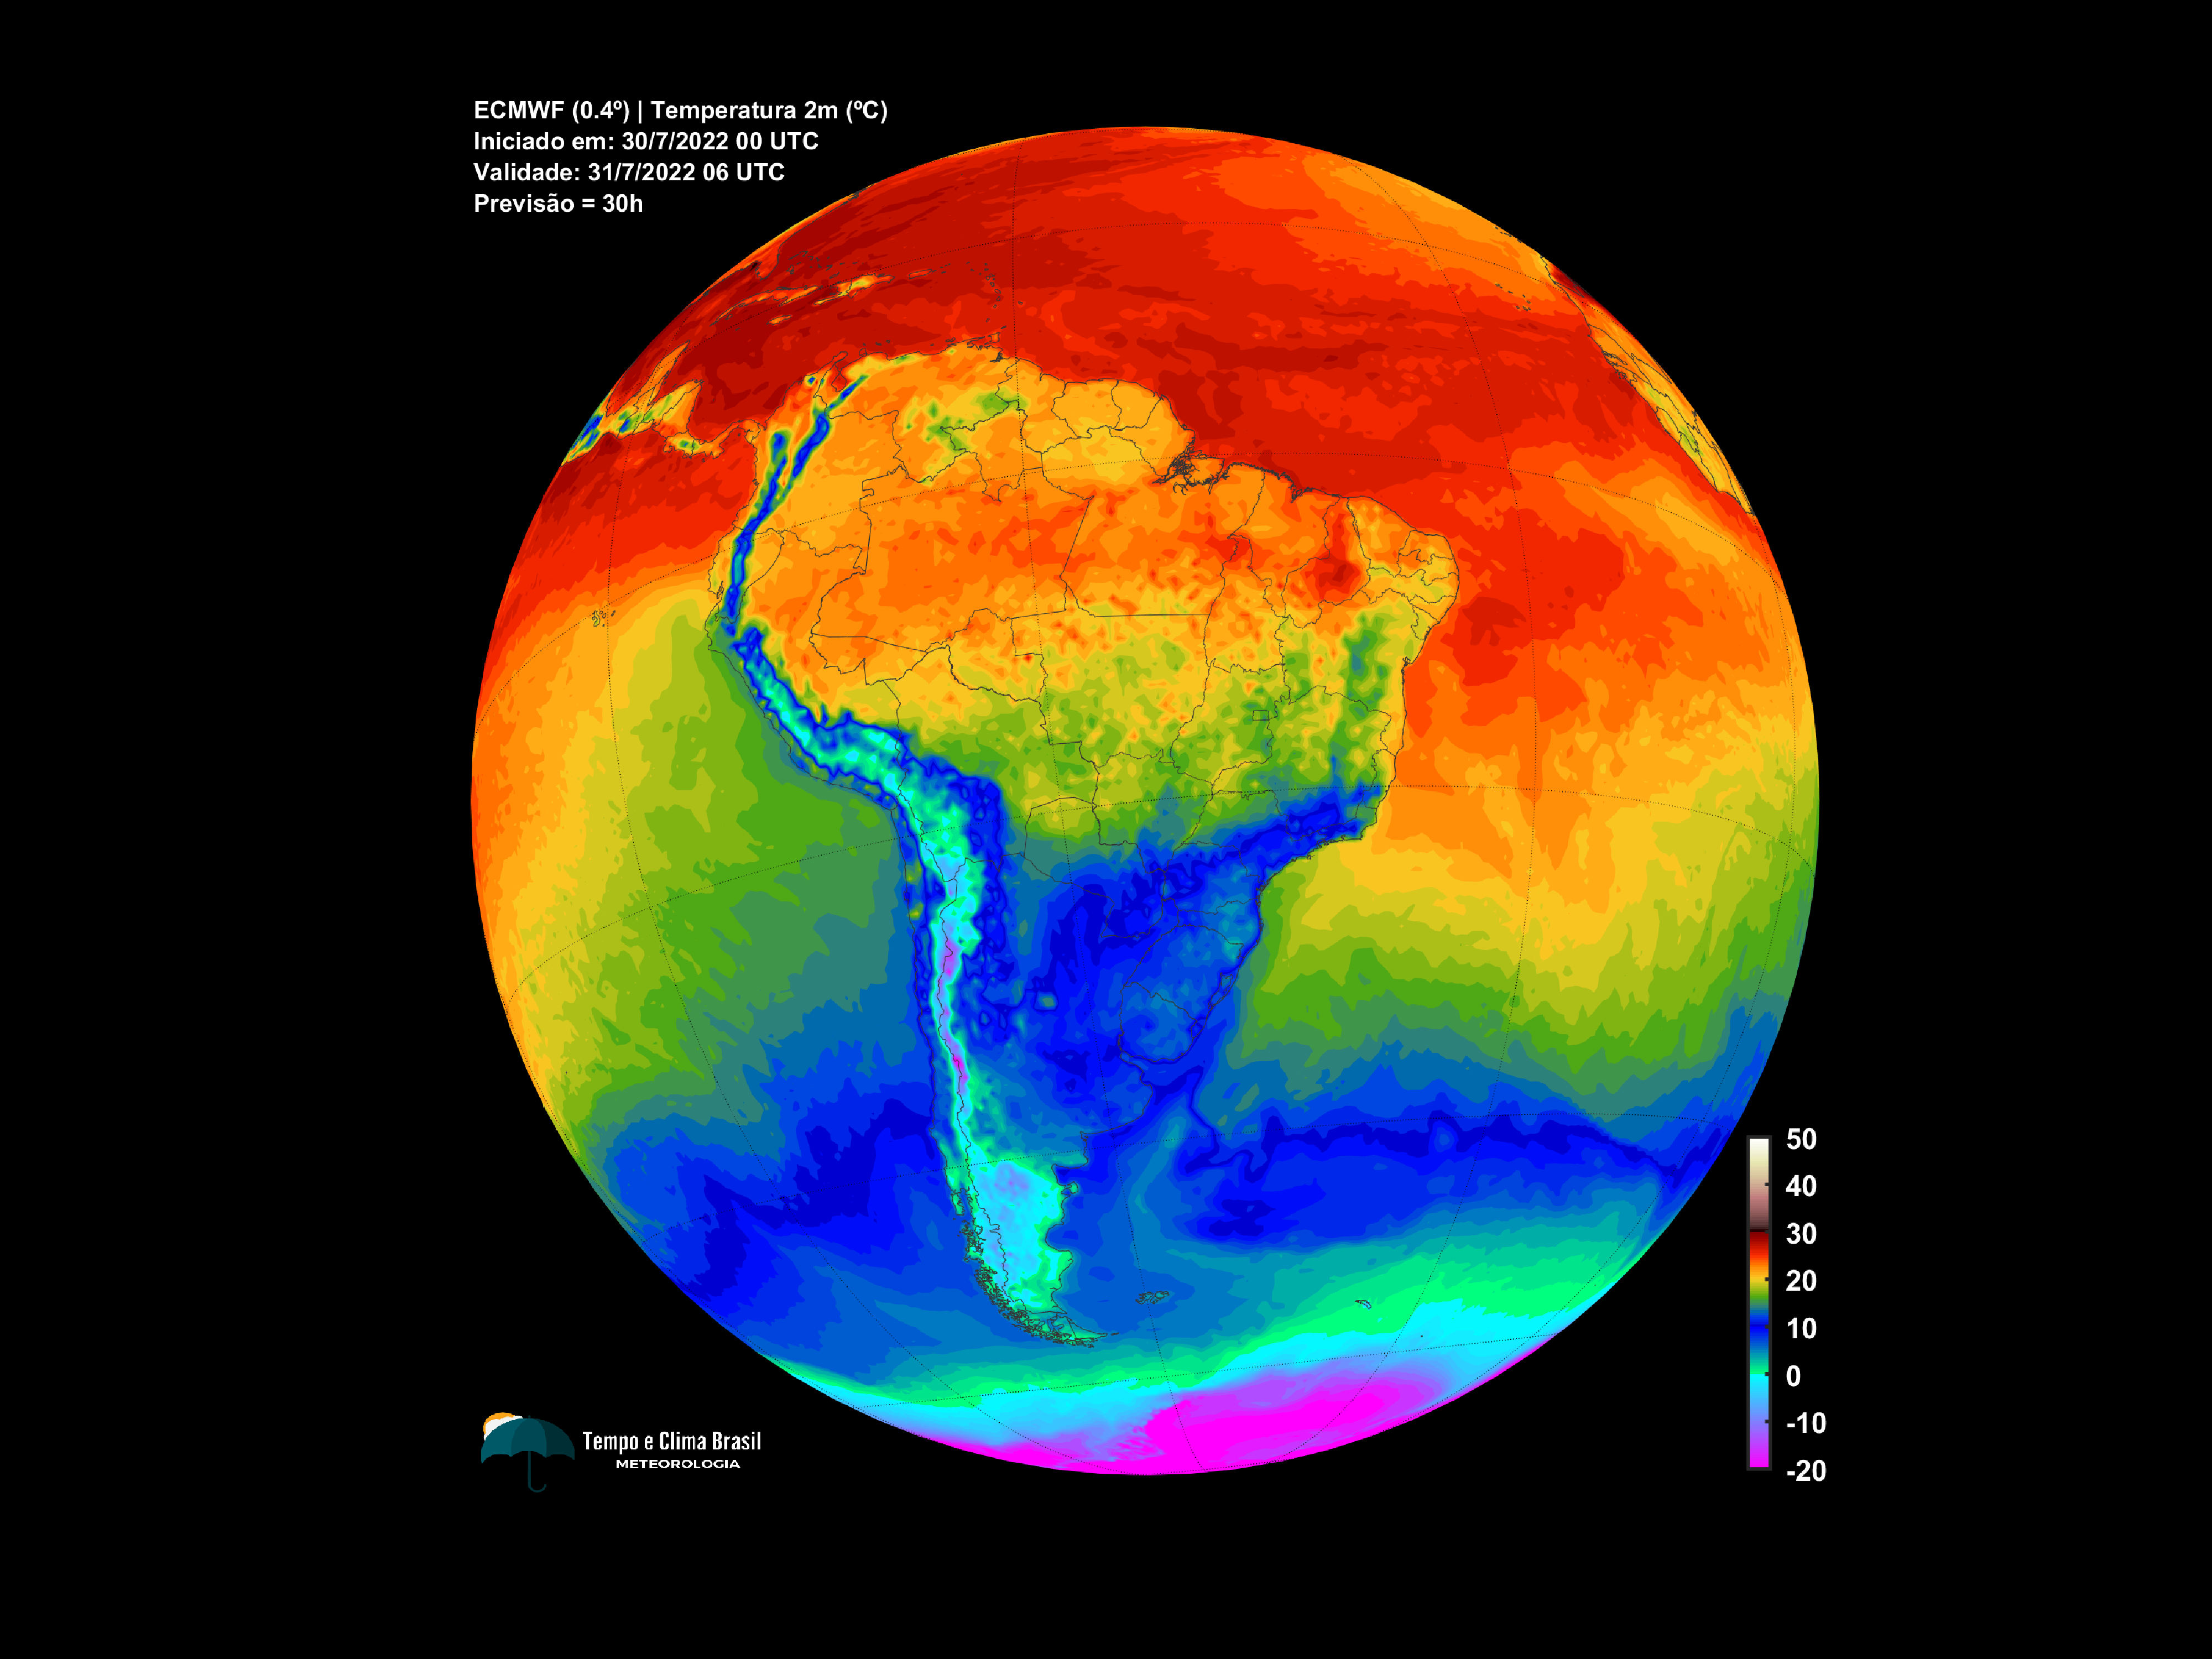 ECMWF (0.4º) | Temperatura 2m (ºC)
Iniciado em: 30/7/2022 00 UTC
Validade: 31/7/2022 06 UTC
Previsão = 30h
50
40
30
20
10
0
-10
-20
Tempo e Clima Brasil
METEOROLOGIA